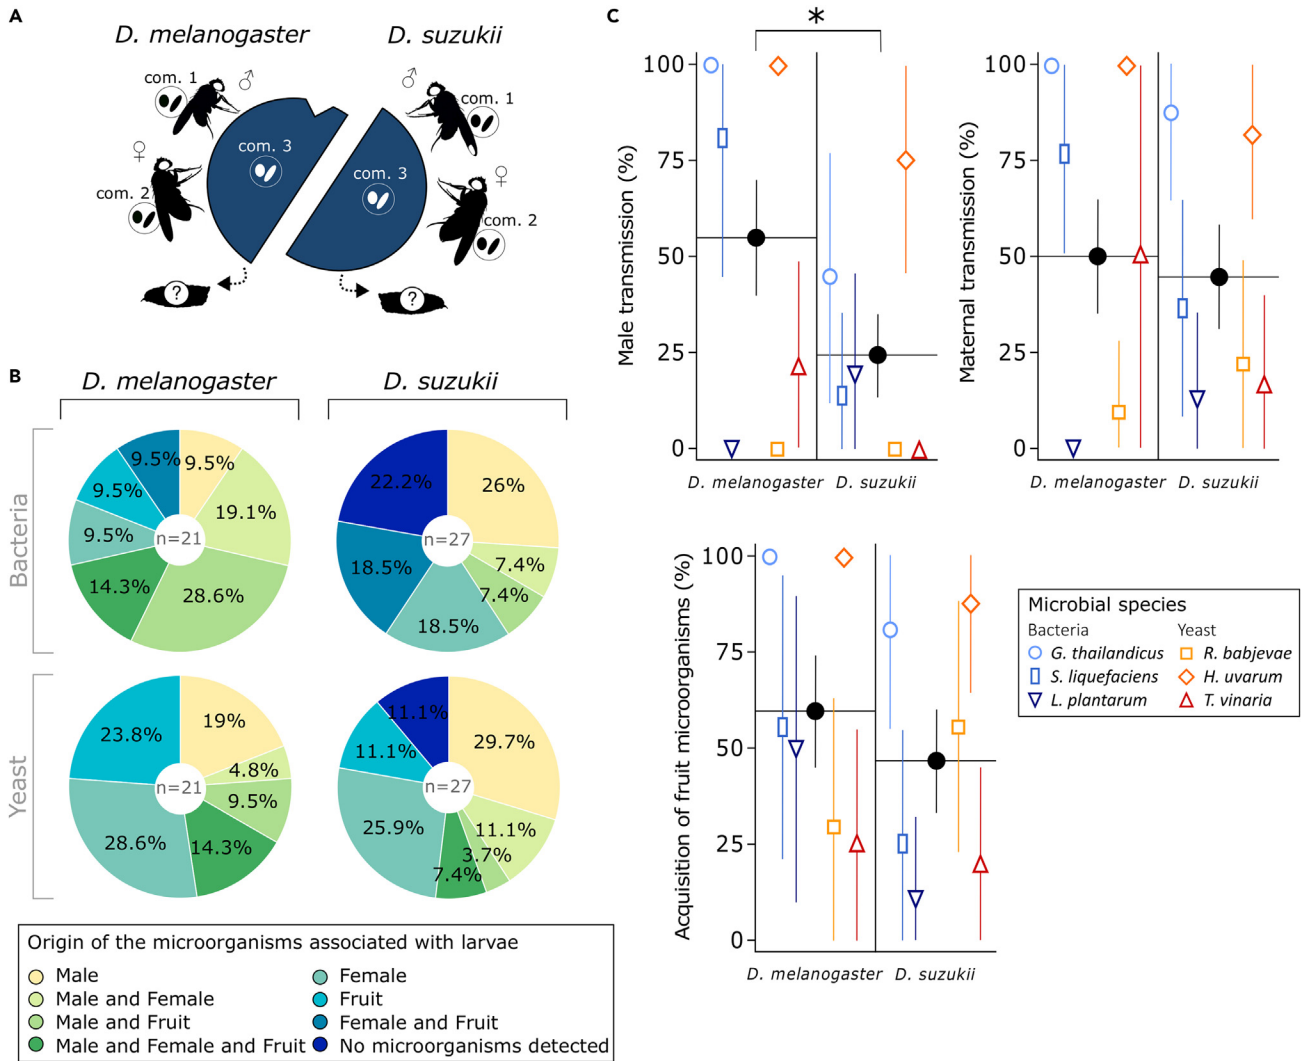 A
D. melanogaster
D. suzukii
com. 1
♂
♂
com. 1
com. 3
com. 3
♀
♀
com. 2
com. 2
?
?
B
D. melanogaster
D. suzukii
Bacteria
9.5%
19.1%
28.6%
14.3%
9.5%
9.5%
9.5%
n=21
26%
7.4%
7.4%
18.5%
18.5%
22.2%
n=27
Yeast
19%
4.8%
9.5%
14.3%
28.6%
23.8%
n=21
29.7%
11.1%
3.7%
7.4%
25.9%
11.1%
11.1%
n=27
Origin of the microorganisms associated with larvae
Male
Male and Female
Male and Fruit
Male and Female and Fruit
Female
Fruit
Female and Fruit
No microorganisms detected
C
*
Male transmission (%)
100
75
50
25
0
D. melanogaster
D. suzukii
Maternal transmission (%)
100
75
50
25
0
D. melanogaster
D. suzukii
Acquisition of fruit microorganisms (%)
100
75
50
25
0
D. melanogaster
D. suzukii
Microbial species
Bacteria
G. thailandicus
S. liquefaciens
L. plantarum
Yeast
R. babjevae
H. uvarum
T. vinaria